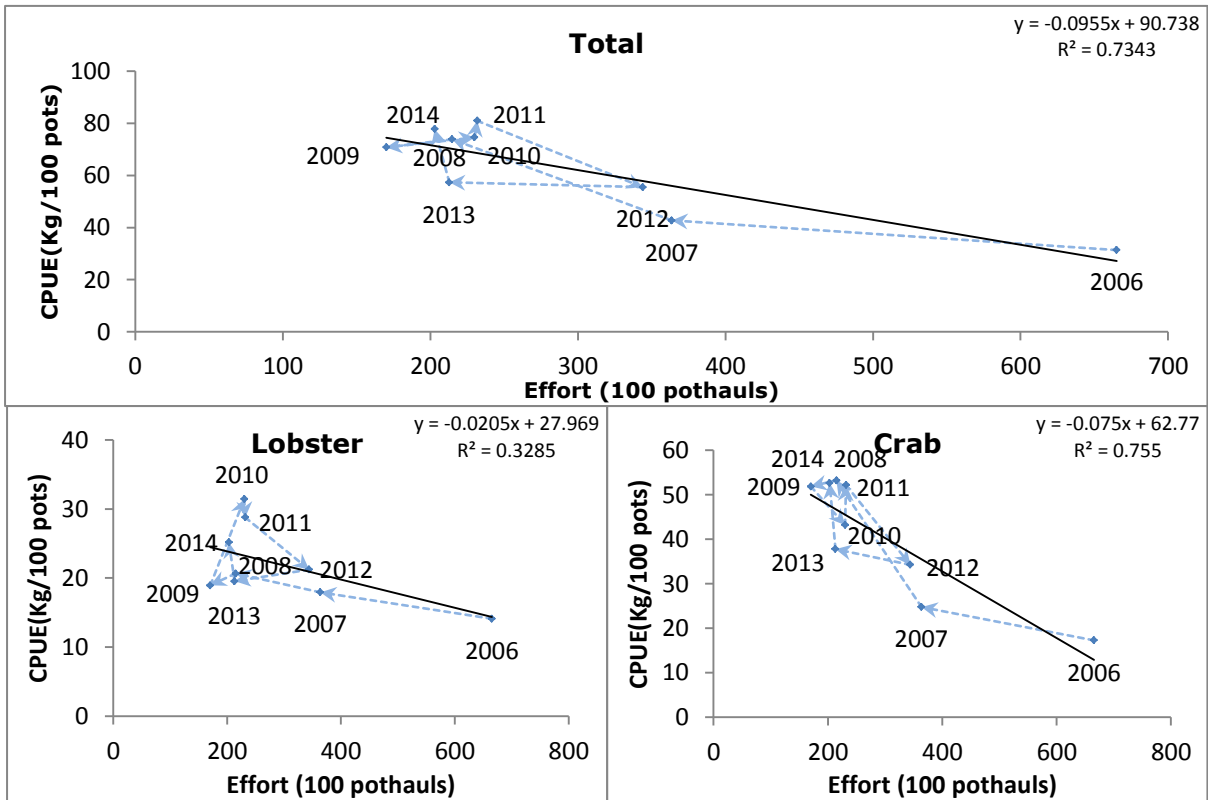 Total
y = -0.0955x + 90.738
R² = 0.7343
CPUE(Kg/100 pots)
100
80
60
40
20
0
2014
2011
2009
2008
2010
2013
2012
2007
2006
0 100 200 300 400 500 600 700
Effort (100 pothauls)
Lobster
y = -0.0205x + 27.969
R² = 0.3285
CPUE(Kg/100 pots)
40
30
20
10
0
2010
2011
2014
2008
2012
2009
2013
2007
2006
0 200 400 600 800
Effort (100 pothauls)
Crab
y = -0.075x + 62.77
R² = 0.755
CPUE(Kg/100 pots)
60
50
40
30
20
10
0
2014
2008
2009
2011
2010
2013
2012
2007
2006
0 200 400 600 800
Effort (100 pothauls)